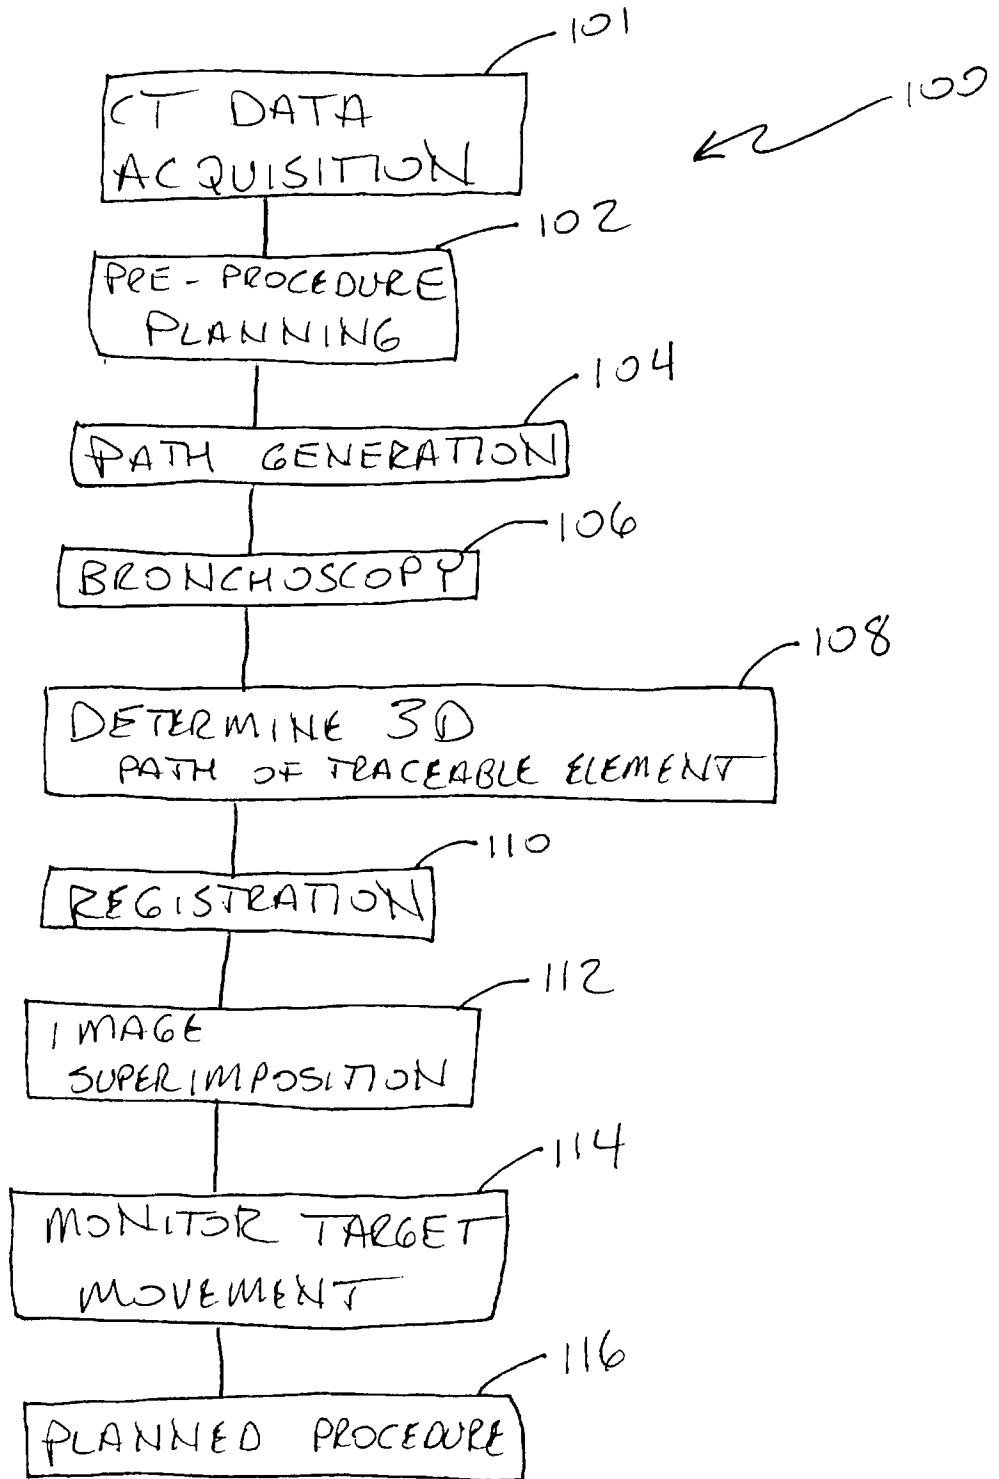 101
100
CT DATA
ACQUISITION
102
PRE-PROCEDURE
PLANNING
104
PATH GENERATION
106
BRONCHOSCOPY
108
DETERMINE 3D
PATH OF TRACEABLE ELEMENT
110
REGISTRATION
112
IMAGE
SUPERIMPOSITION
114
MONITOR TARGET
MOVEMENT
116
PLANNED PROCEDURE